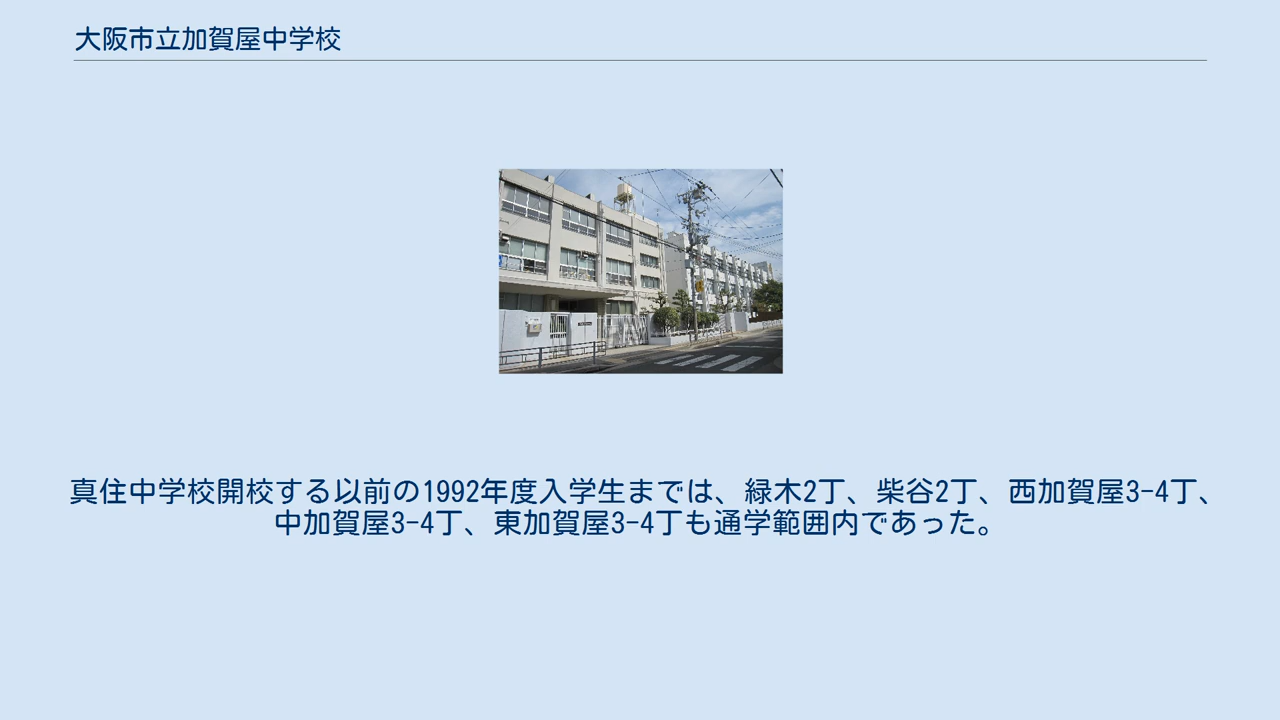 大阪市立加賀屋中学校
真住中学校開校する以前の1992年度入学生までは、緑木2丁、柴谷2丁、西加賀屋3-4丁、
中加賀屋3-4丁、東加賀屋3-4丁も通学範囲内であった。